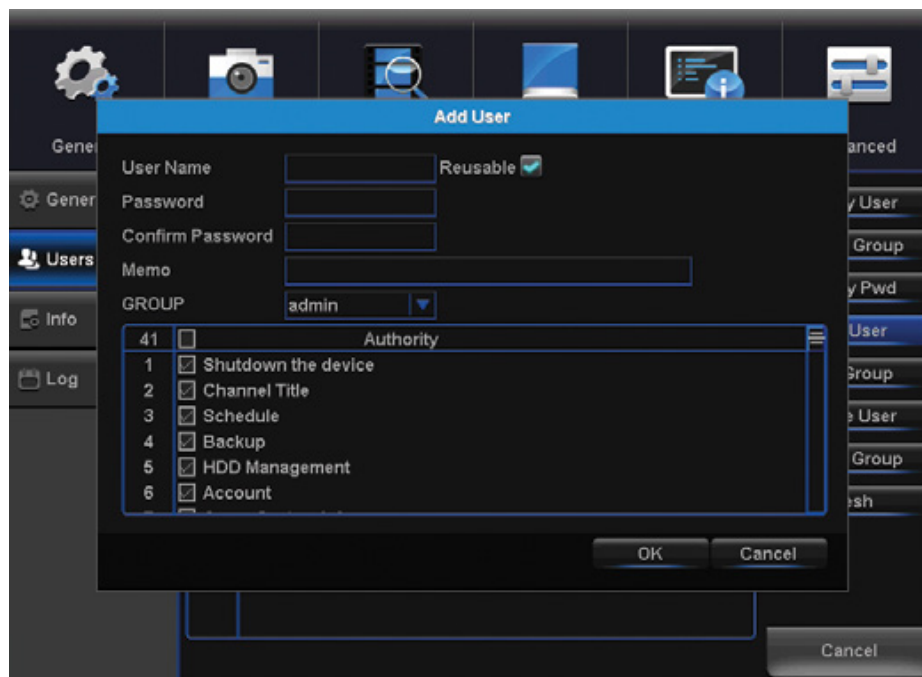 Add User
Gene
anced
User Name
Reusable
Password
Confirm Password
Memo
GROUP
admin
41
Authority
1 Shutdown the device
2 Channel Title
3 Schedule
4 Backup
5 HDD Management
6 Account
OK
Cancel
Gener
Users
Info
Log
y User
Group
y Pwd
User
Group
e User
Group
esh
Cancel